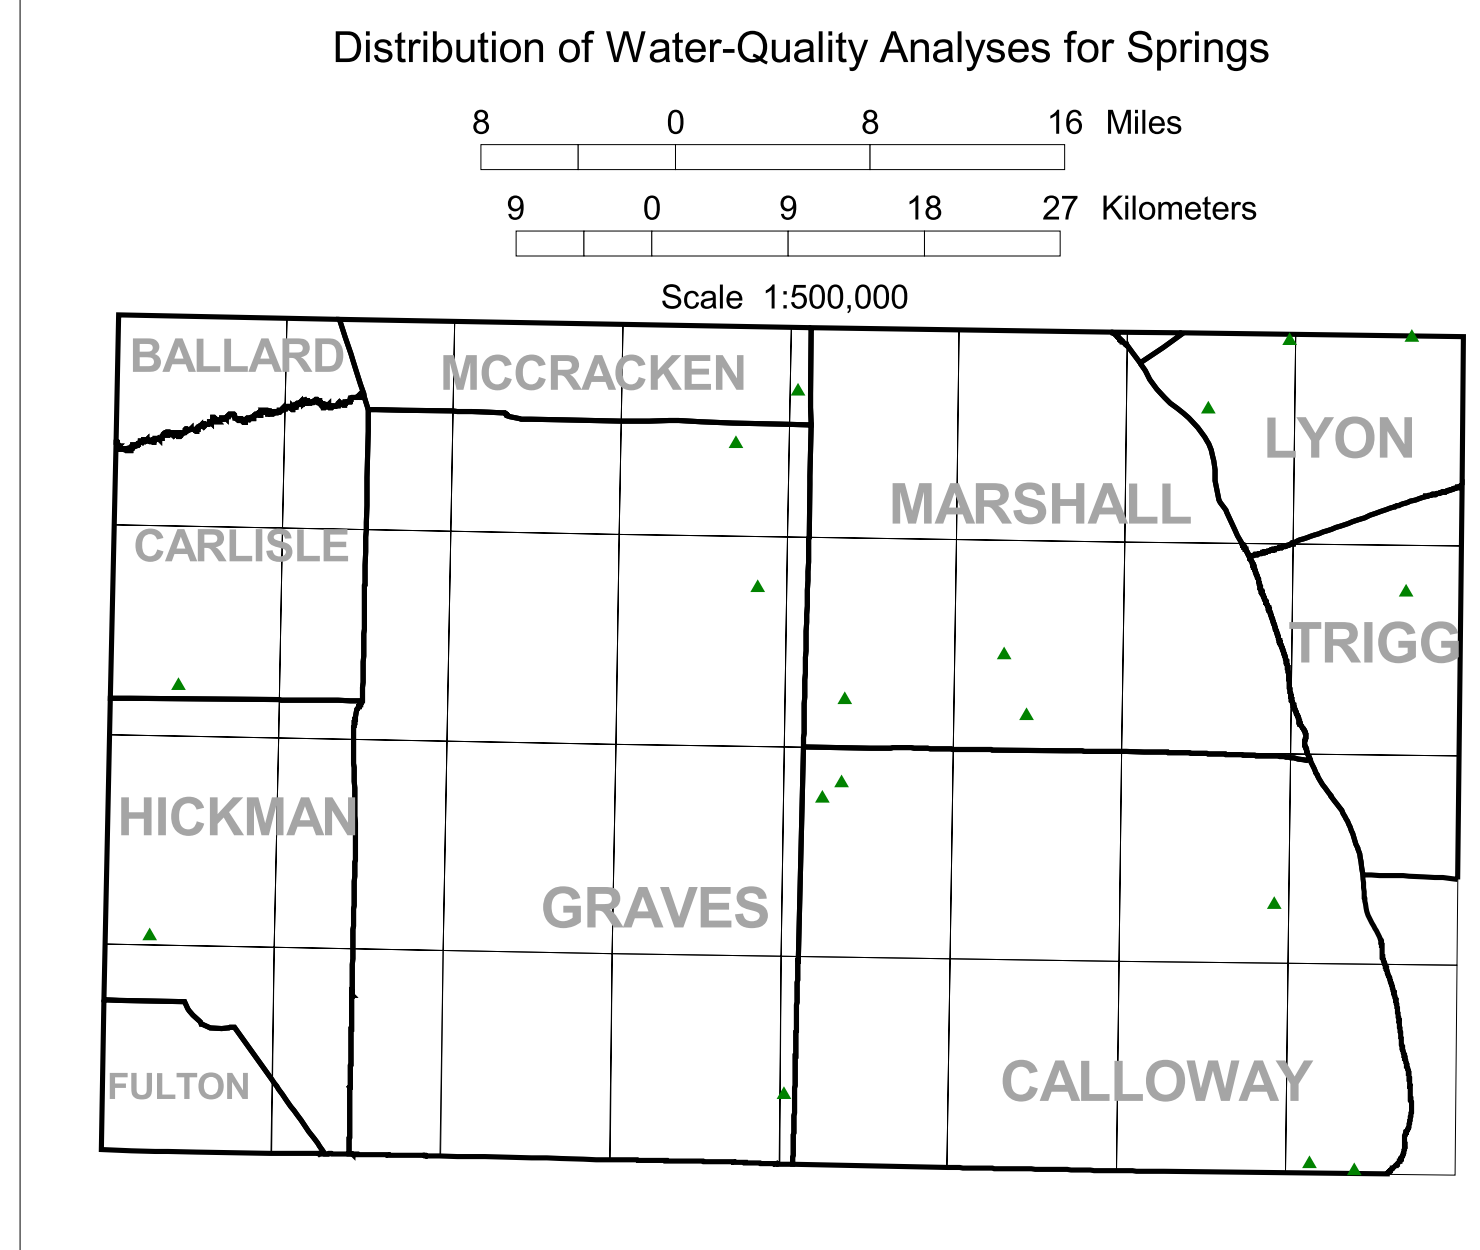 Distribution of Water-Quality Analyses for Springs
8 0 8 16 Miles
9 0 9 18 27 Kilometers
Scale 1:500,000
BALLARD
MCCRACKEN
LYON
MARSHALL
CARLISLE
TRIGG
HICKMAN
GRAVES
CALLOWAY
FULTON